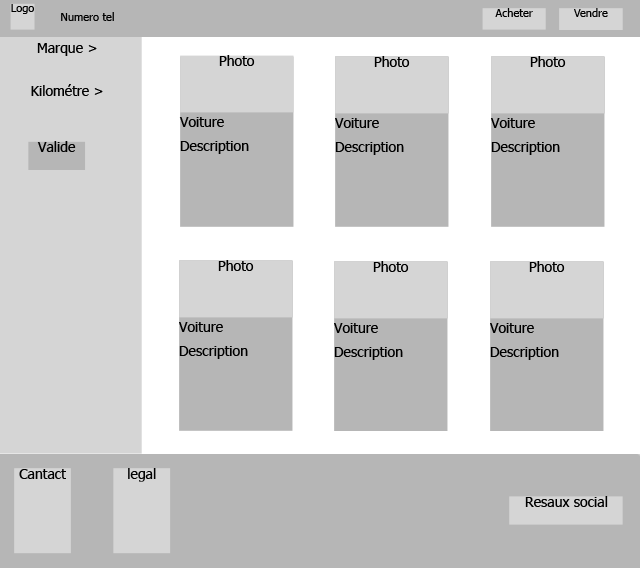 Logo
Numero tel
Acheter
Vendre
Marque >
Kilométre >
Valide
Photo
Photo
Photo
Voiture
Voiture
Voiture
Description
Description
Description
Photo
Photo
Photo
Voiture
Voiture
Voiture
Description
Description
Description
Cantact
legal
Resaux social